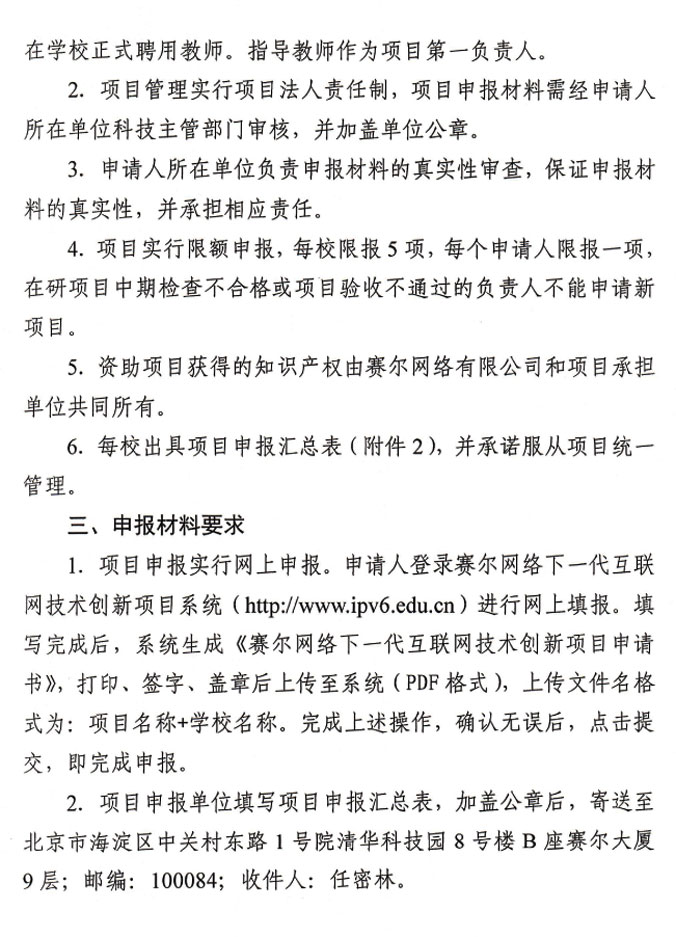 在学校正式聘用教师。指导教师作为项目第一负责人。
2. 项目管理实行项目法人责任制，项目申报材料需经申请人
所在单位科技主管部门审核，并加盖单位公章。
3. 申请人所在单位负责申报材料的真实性审查，保证申报材
料的真实性，并承担相应责任。
4. 项目实行限额申报，每校限报 5 项，每个申请人限报一项，
在研项目中期检查不合格或项目验收不通过的负责人不能申请新
项目。
5. 资助项目获得的知识产权由赛尔网络有限公司和项目承担
单位共同所有。
6. 每校出具项目申报汇总表（附件 2），并承诺服从项目统一
管理。
三、申报材料要求
1. 项目申报实行网上申报。申请人登录赛尔网络下一代互联
网技术创新项目系统（http://www.ipv6.edu.cn）进行网上填报。填
写完成后，系统生成《赛尔网络下一代互联网技术创新项目申请
书》，打印、签字、盖章后上传至系统（PDF 格式），上传文件名格
式为：项目名称+学校名称。完成上述操作，确认无误后，点击提
交，即完成申报。
2. 项目申报单位填写项目申报汇总表，加盖公章后，寄送至
北京市海淀区中关村东路 1 号院清华科技园 8 号楼 B 座赛尔大厦
9 层；邮编：100084；收件人：任密林。